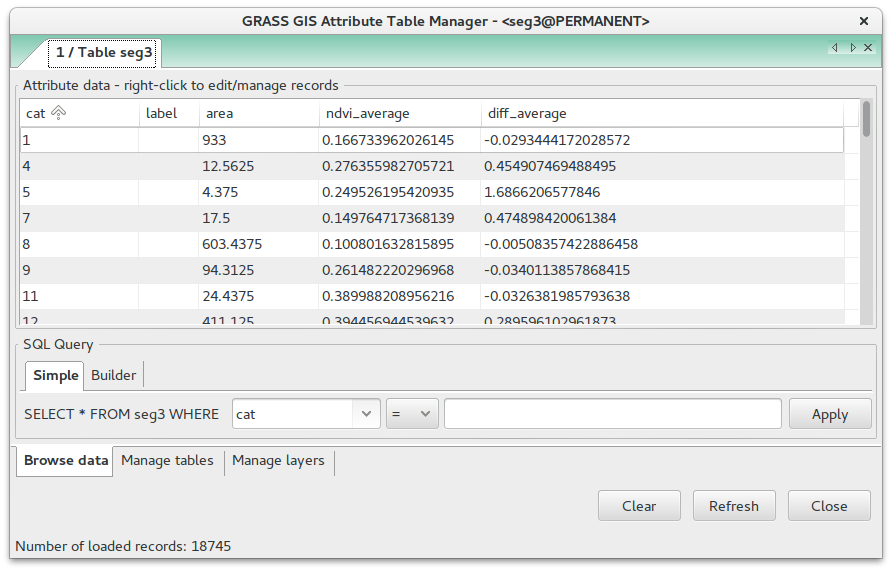 GRASS GIS Attribute Table Manager - <seg3@PERMANENT>
1 / Table seg3
Attribute data - right-click to edit/manage records
cat label area ndvi_average diff_average
1 933 0.166733962026145 -0.0293444172028572
4 12.5625 0.276355982705721 0.454907469488495
5 4.375 0.249526195420935 1.6866206577846
7 17.5 0.149764717368139 0.474898420061384
8 603.4375 0.100801632815895 -0.00508357422886458
9 94.3125 0.261482220296968 -0.0340113857868415
11 24.4375 0.389988208956216 -0.0326381985793638
12 411.125 0.394456944539632 0.289596102961873
SQL Query
Simple Builder
SELECT * FROM seg3 WHERE cat = Apply
Browse data Manage tables Manage layers
Clear Refresh Close
Number of loaded records: 18745